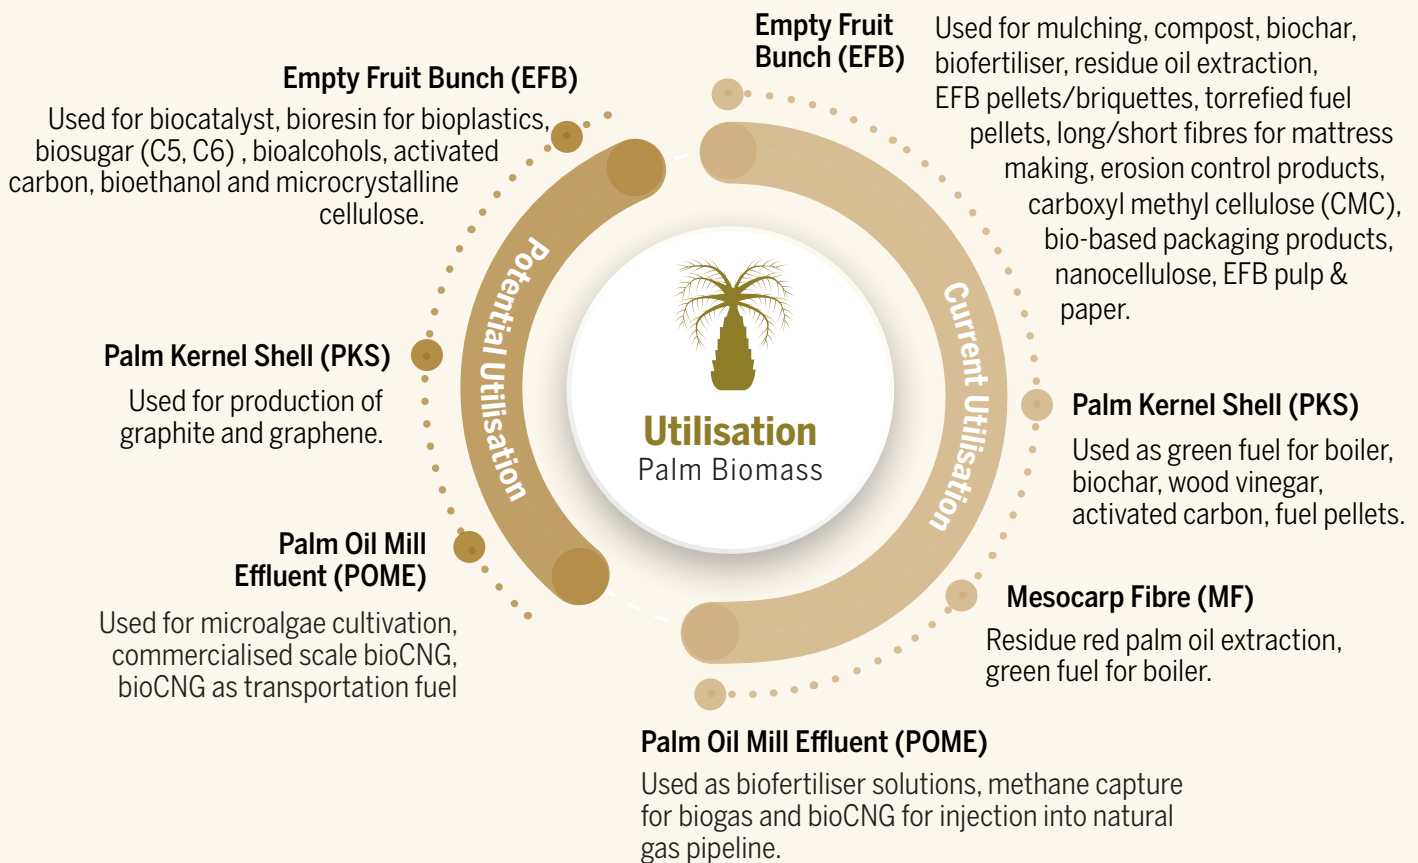 Empty Fruit Bunch (EFB)
Used for biocatalyst, bioresin for bioplastics,
biosugar (C5, C6) , bioalcohols, activated
carbon, bioethanol and microcrystalline
cellulose.
Palm Kernel Shell (PKS)
Used for production of
graphite and graphene.
Palm Oil Mill
Effluent (POME)
Used for microalgae cultivation,
commercialised scale bioCNG,
bioCNG as transportation fuel
Potential Utilisation
Utilisation
Palm Biomass
Current Utilisation
Empty Fruit
Bunch (EFB)
Used for mulching, compost, biochar,
biofertiliser, residue oil extraction,
EFB pellets/briquettes, torrefied fuel
pellets, long/short fibres for mattress
making, erosion control products,
carboxyl methyl cellulose (CMC),
bio-based packaging products,
nanocellulose, EFB pulp &
paper.
Palm Kernel Shell (PKS)
Used as green fuel for boiler,
biochar, wood vinegar,
activated carbon, fuel pellets.
Mesocarp Fibre (MF)
Residue red palm oil extraction,
green fuel for boiler.
Palm Oil Mill Effluent (POME)
Used as biofertiliser solutions, methane capture
for biogas and bioCNG for injection into natural
gas pipeline.